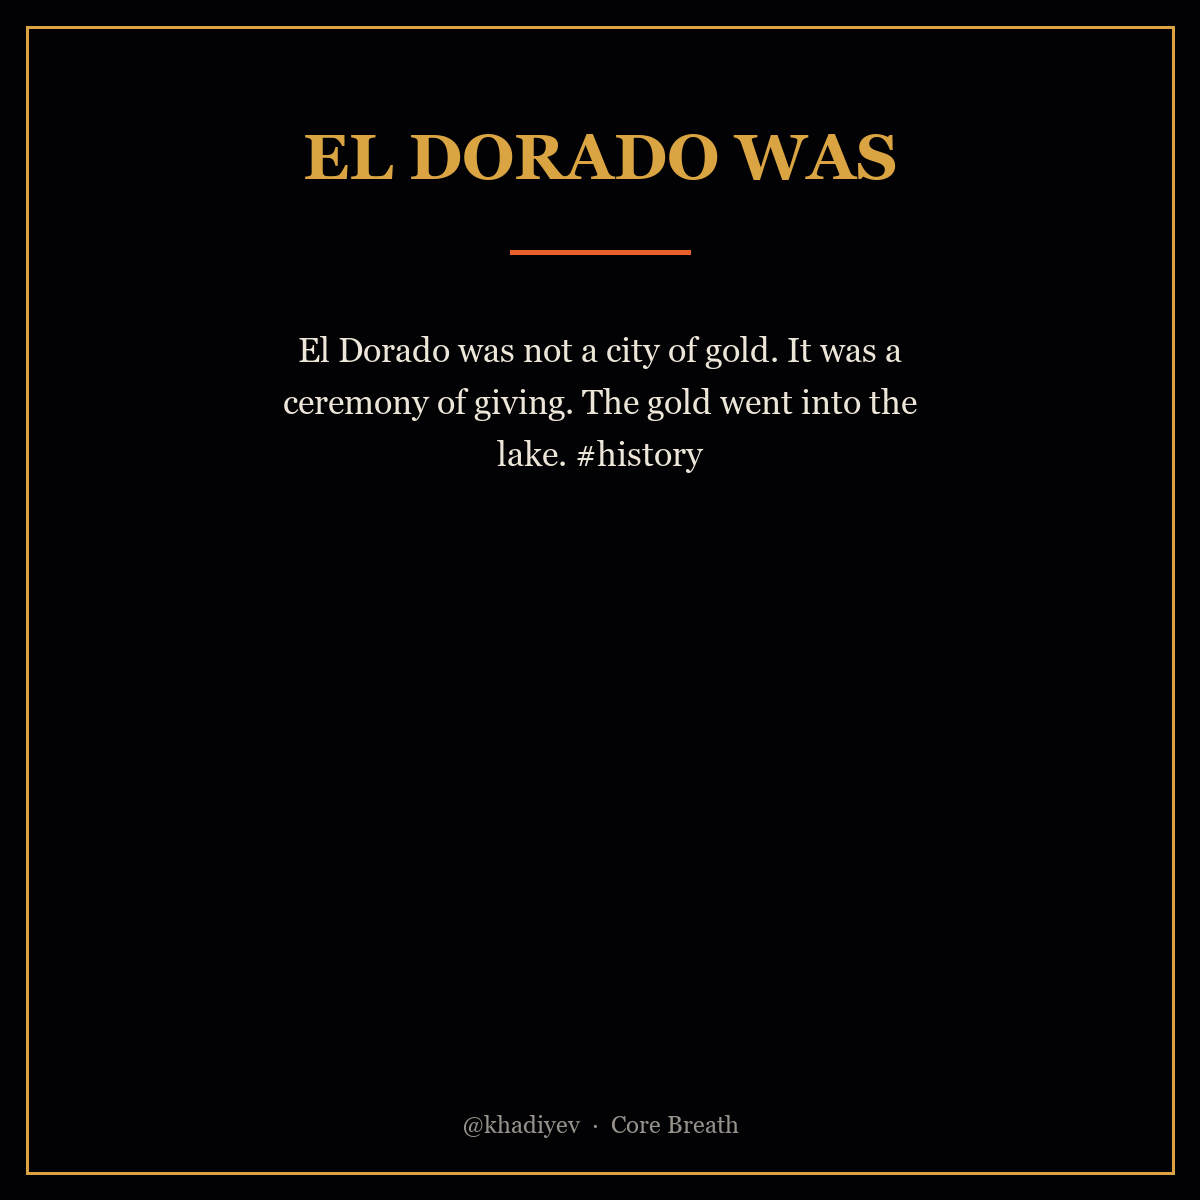 EL DORADO WAS
El Dorado was not a city of gold. It was a
ceremony of giving. The gold went into the
lake. #history
@khadiyev · Core Breath